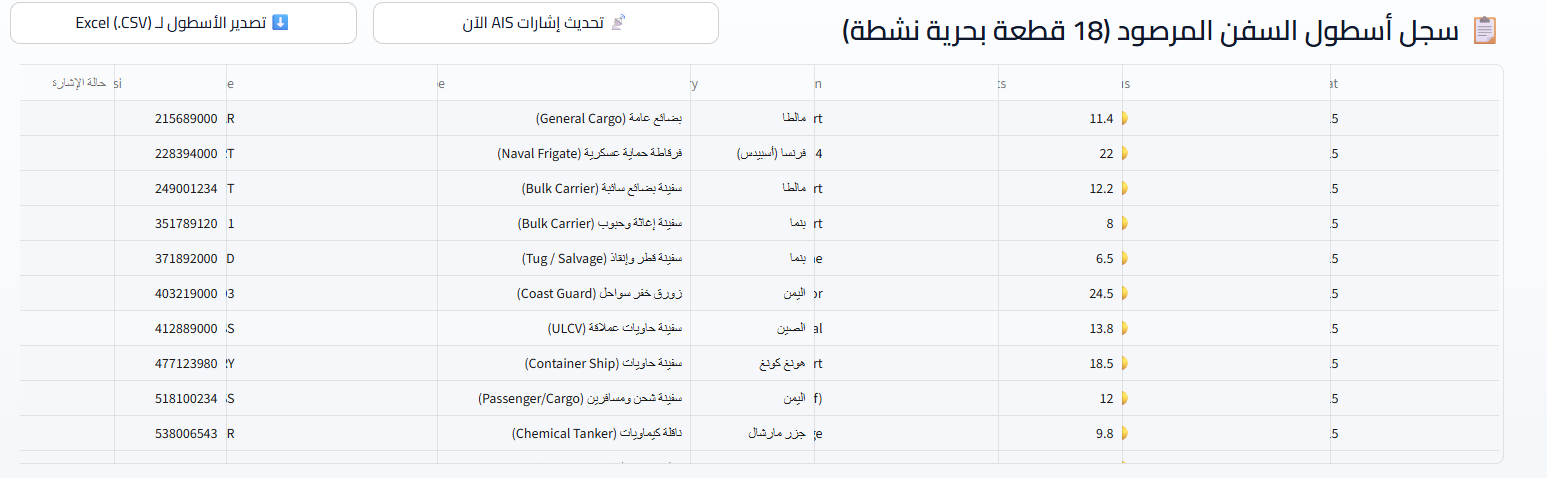 سجل أسطول السفن المرصود (18 قطعة بحرية نشطة)
تحديث إشارات AIS الآن
تصدير الأسطول لـ Excel (.CSV)
حالة الإشارة
215689000 بضائع عامة (General Cargo) مالطا 11.4
228394000 فرقاطة حماية عسكرية (Naval Frigate) فرنسا (أسبيدس) 22
249001234 سفينة بضائع سائبة (Bulk Carrier) مالطا 12.2
351789120 سفينة إغاثة وحبوب (Bulk Carrier) بنما 8
371892000 سفينة قطر وإنقاذ (Tug / Salvage) بنما 6.5
403219000 زورق خفر سواحل (Coast Guard) اليمن 24.5
412889000 سفينة حاويات عملاقة (ULCV) الصين 13.8
477123980 سفينة حاويات (Container Ship) هونغ كونغ 18.5
518100234 سفينة شحن ومسافرين (Passenger/Cargo) اليمن 12
538006543 ناقلة كيماويات (Chemical Tanker) جزر مارشال 9.8